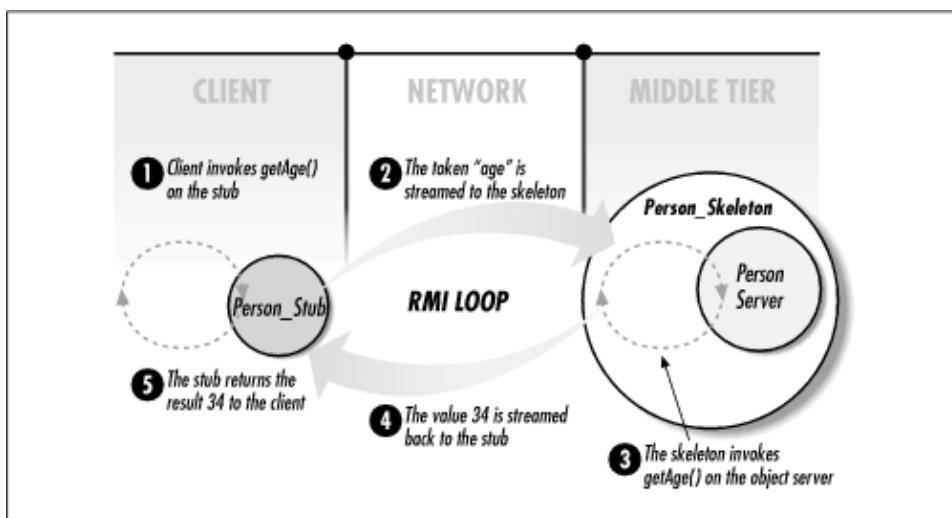 CLIENT
NETWORK
MIDDLE TIER
1 Client invokes getAge()
on the stub
2 The token "age" is
streamed to the skeleton
Person_Skeleton
Person
Server
Person_Stub
RMI LOOP
5 The stub returns the
result 34 to the client
4 The value 34 is streamed
back to the stub
3 The skeleton invokes
getAge() on the object server